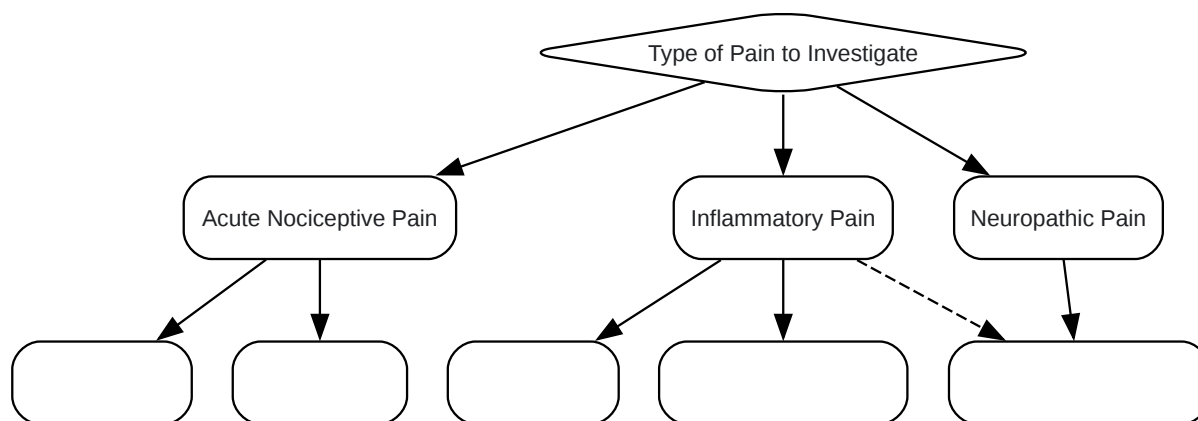 Type of Pain to Investigate
Acute Nociceptive Pain
Inflammatory Pain
Neuropathic Pain